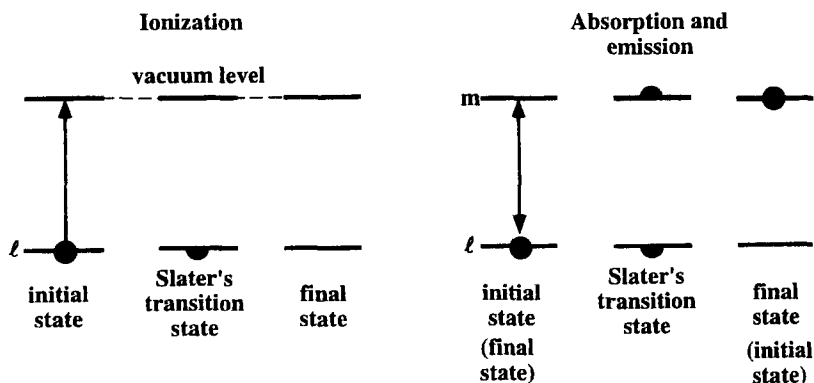 Ionization
vacuum level
ℓ
initial
state
Slater's
transition
state
final
state
Absorption and
emission
m
ℓ
initial
state
(final
state)
Slater's
transition
state
final
state
(initial
state)